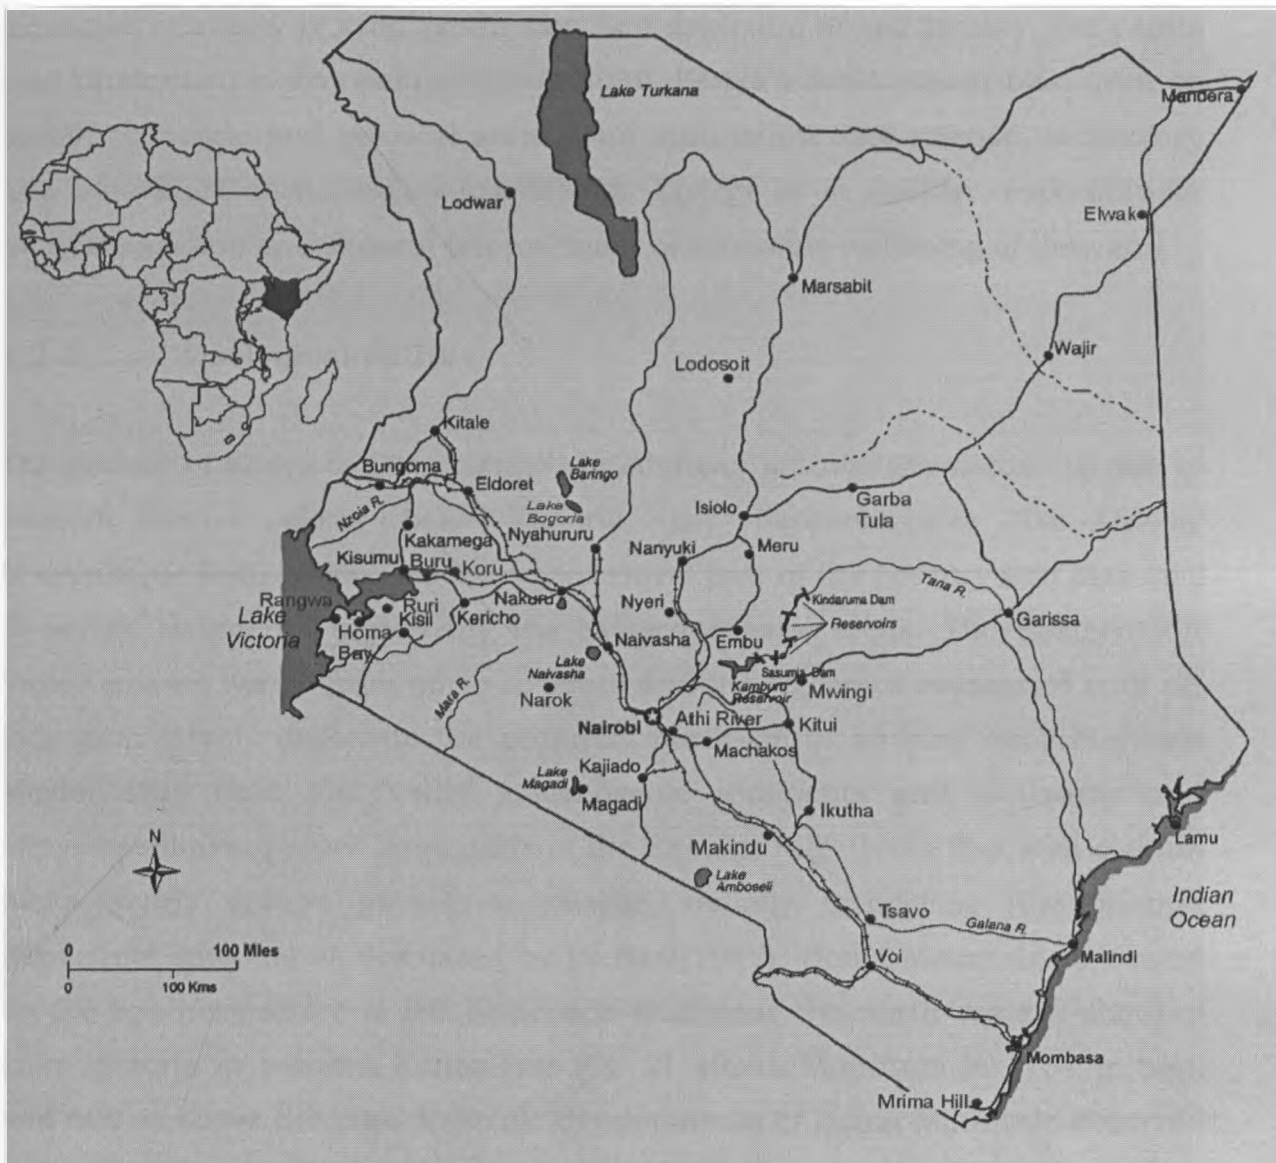 Lake Turkana
Mandera
Lodwar
Elwak
Marsabit
Wajir
Lodosoit
Kitale
Bungoma
Eldoret
Lake
Baringo
Lake
Bogoria
Nzoia R.
Isiolo
Garba
Tula
Kakamega
Nyahururu
Nanyuki
Meru
Kisumu
Buru
Koru
Tana R.
Kindaruma Dam
Rangwa
Ruri
Nakuru
Nyeri
Reservoirs
Garissa
Lake
Victoria
Homa
Bay
Kisii
Kericho
Naivasha
Embu
Lake
Naivasha
Sasuma Dam
Kamburu
Reservoir
Mwingi
Mara R.
Narok
Nairobi
Athi River
Kitui
Machakos
Kajiado
Lake
Magadi
Magadi
Ikutha
Lamu
Makindu
Lake
Amboseli
Indian
Ocean
Tsavo
Galana R.
Malindi
Voi
Mombasa
Mrima Hill
N
0
100 Miles
0
100 Kms